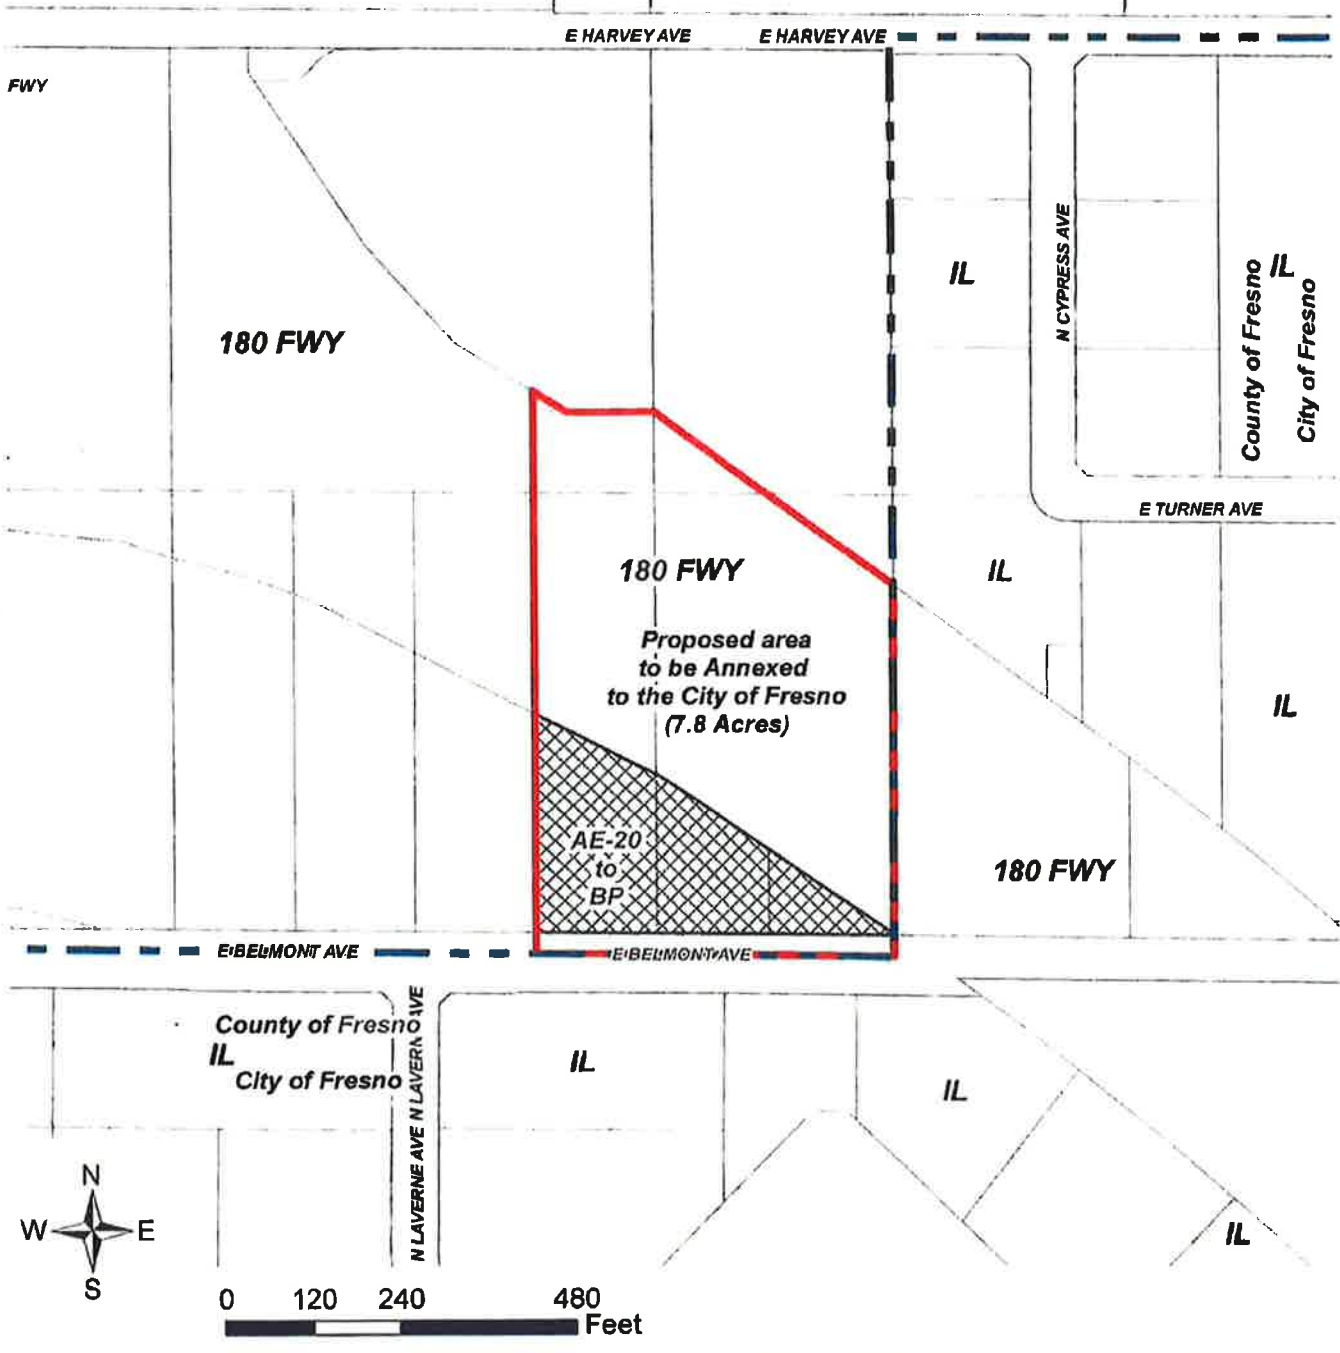 E HARVEY AVE
E HARVEY AVE
FWY
180 FWY
IL
N CYPRESS AVE
County of Fresno
IL
City of Fresno
E TURNER AVE
180 FWY
IL
Proposed area
to be Annexed
to the City of Fresno
(7.8 Acres)
IL
AE-20
to
BP
180 FWY
E BELMONT AVE
E BELMONT AVE
County of Fresno
IL
City of Fresno
N LAVERNE AVE
N LAVERNE AVE
IL
IL
IL
N
W
E
S
0 120 240 480
Feet